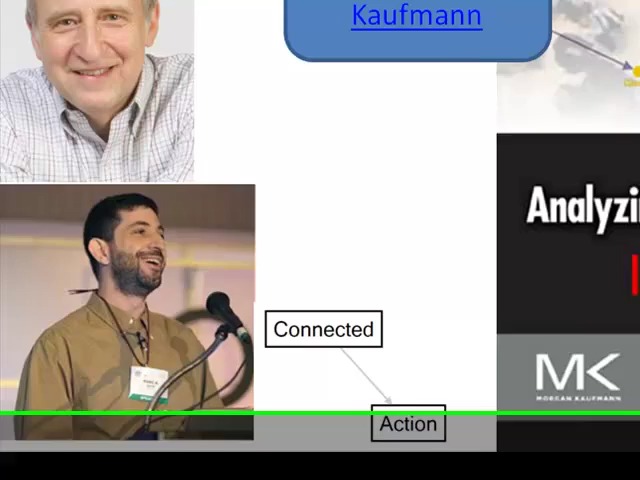 Kaufmann
Analyzi
Connected
MK
MORGAN KAUFMANN
Action